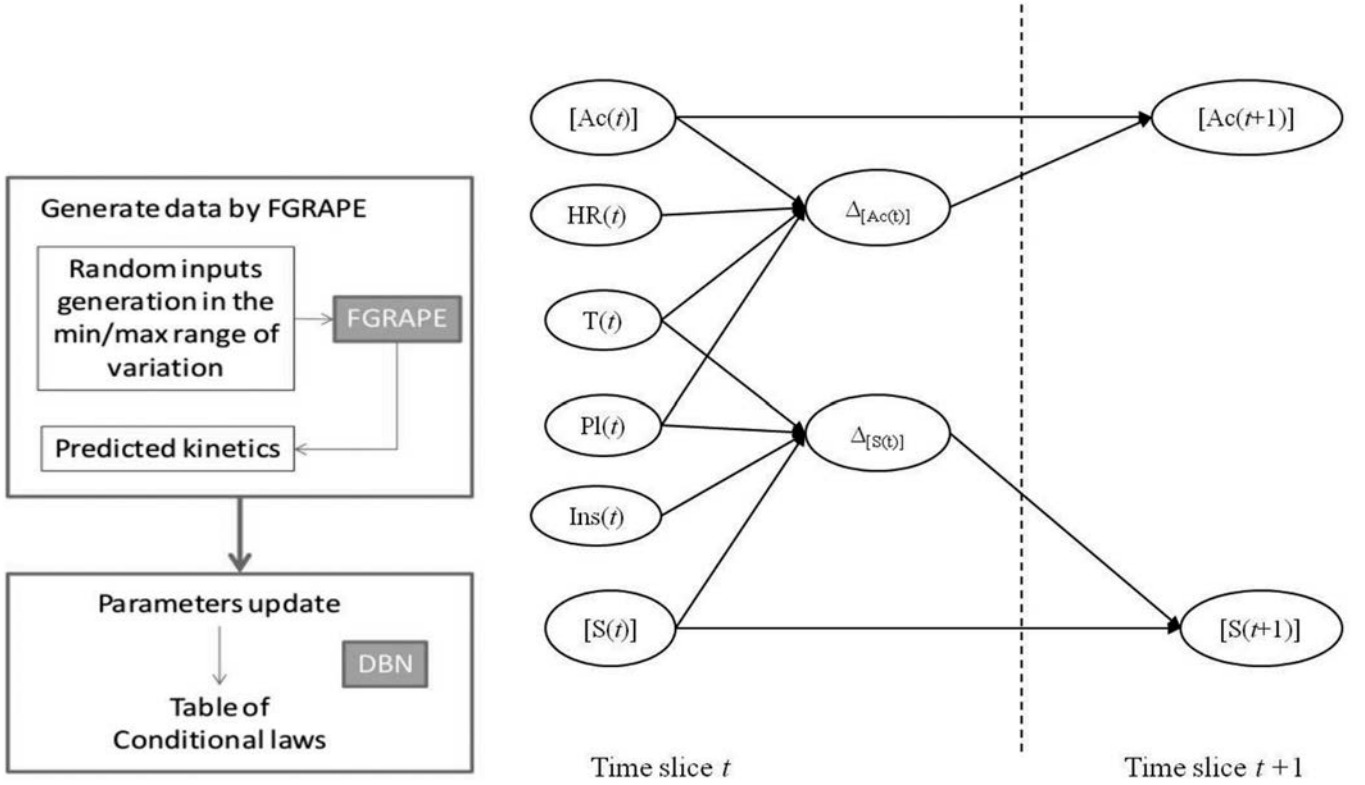 Generate data by FGRAPE
Random inputs
generation in the
min/max range of
variation
FGRAPE
Predicted kinetics
Parameters update
DBN
Table of
Conditional laws
[Ac(t)]
HR(t)
T(t)
Pl(t)
Ins(t)
[S(t)]
Δ[Ac(t)]
Δ[S(t)]
[Ac(t+1)]
[S(t+1)]
Time slice t
Time slice t +1